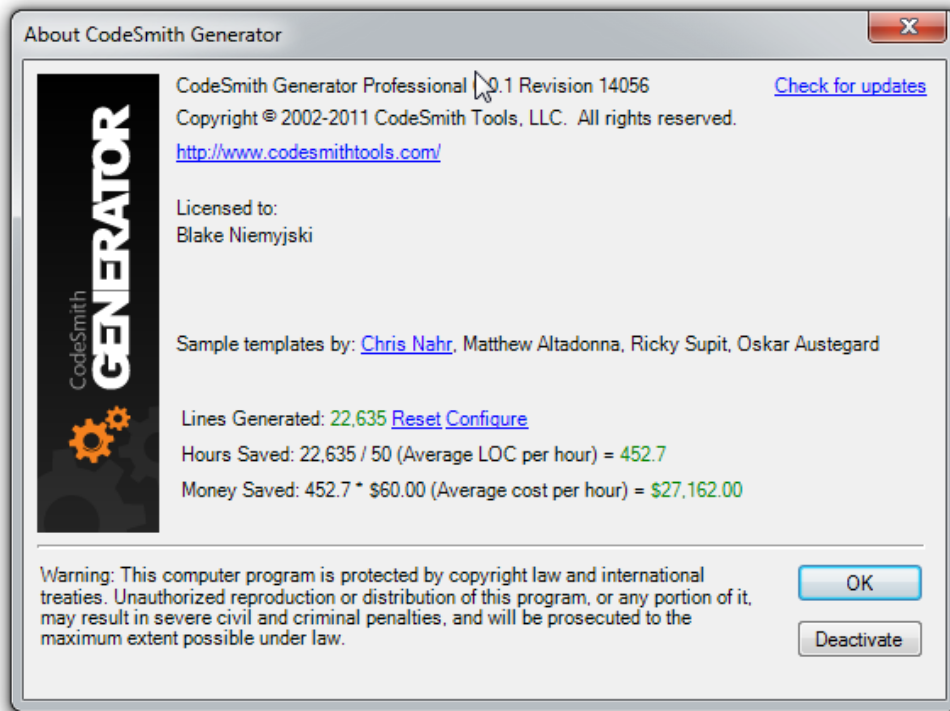 About CodeSmith Generator
CodeSmith Generator Professional .0.1 Revision 14056
Check for updates
Copyright © 2002-2011 CodeSmith Tools, LLC. All rights reserved.
http://www.codesmithtools.com/
Licensed to:
Blake Niemyjski
CodeSmith
GENERATOR
Sample templates by: Chris Nahr, Matthew Altadonna, Ricky Supit, Oskar Austegard
Lines Generated: 22,635 Reset Configure
Hours Saved: 22,635 / 50 (Average LOC per hour) = 452.7
Money Saved: 452.7 * $60.00 (Average cost per hour) = $27,162.00
Warning: This computer program is protected by copyright law and international
treaties. Unauthorized reproduction or distribution of this program, or any portion of it,
may result in severe civil and criminal penalties, and will be prosecuted to the
maximum extent possible under law.
OK
Deactivate